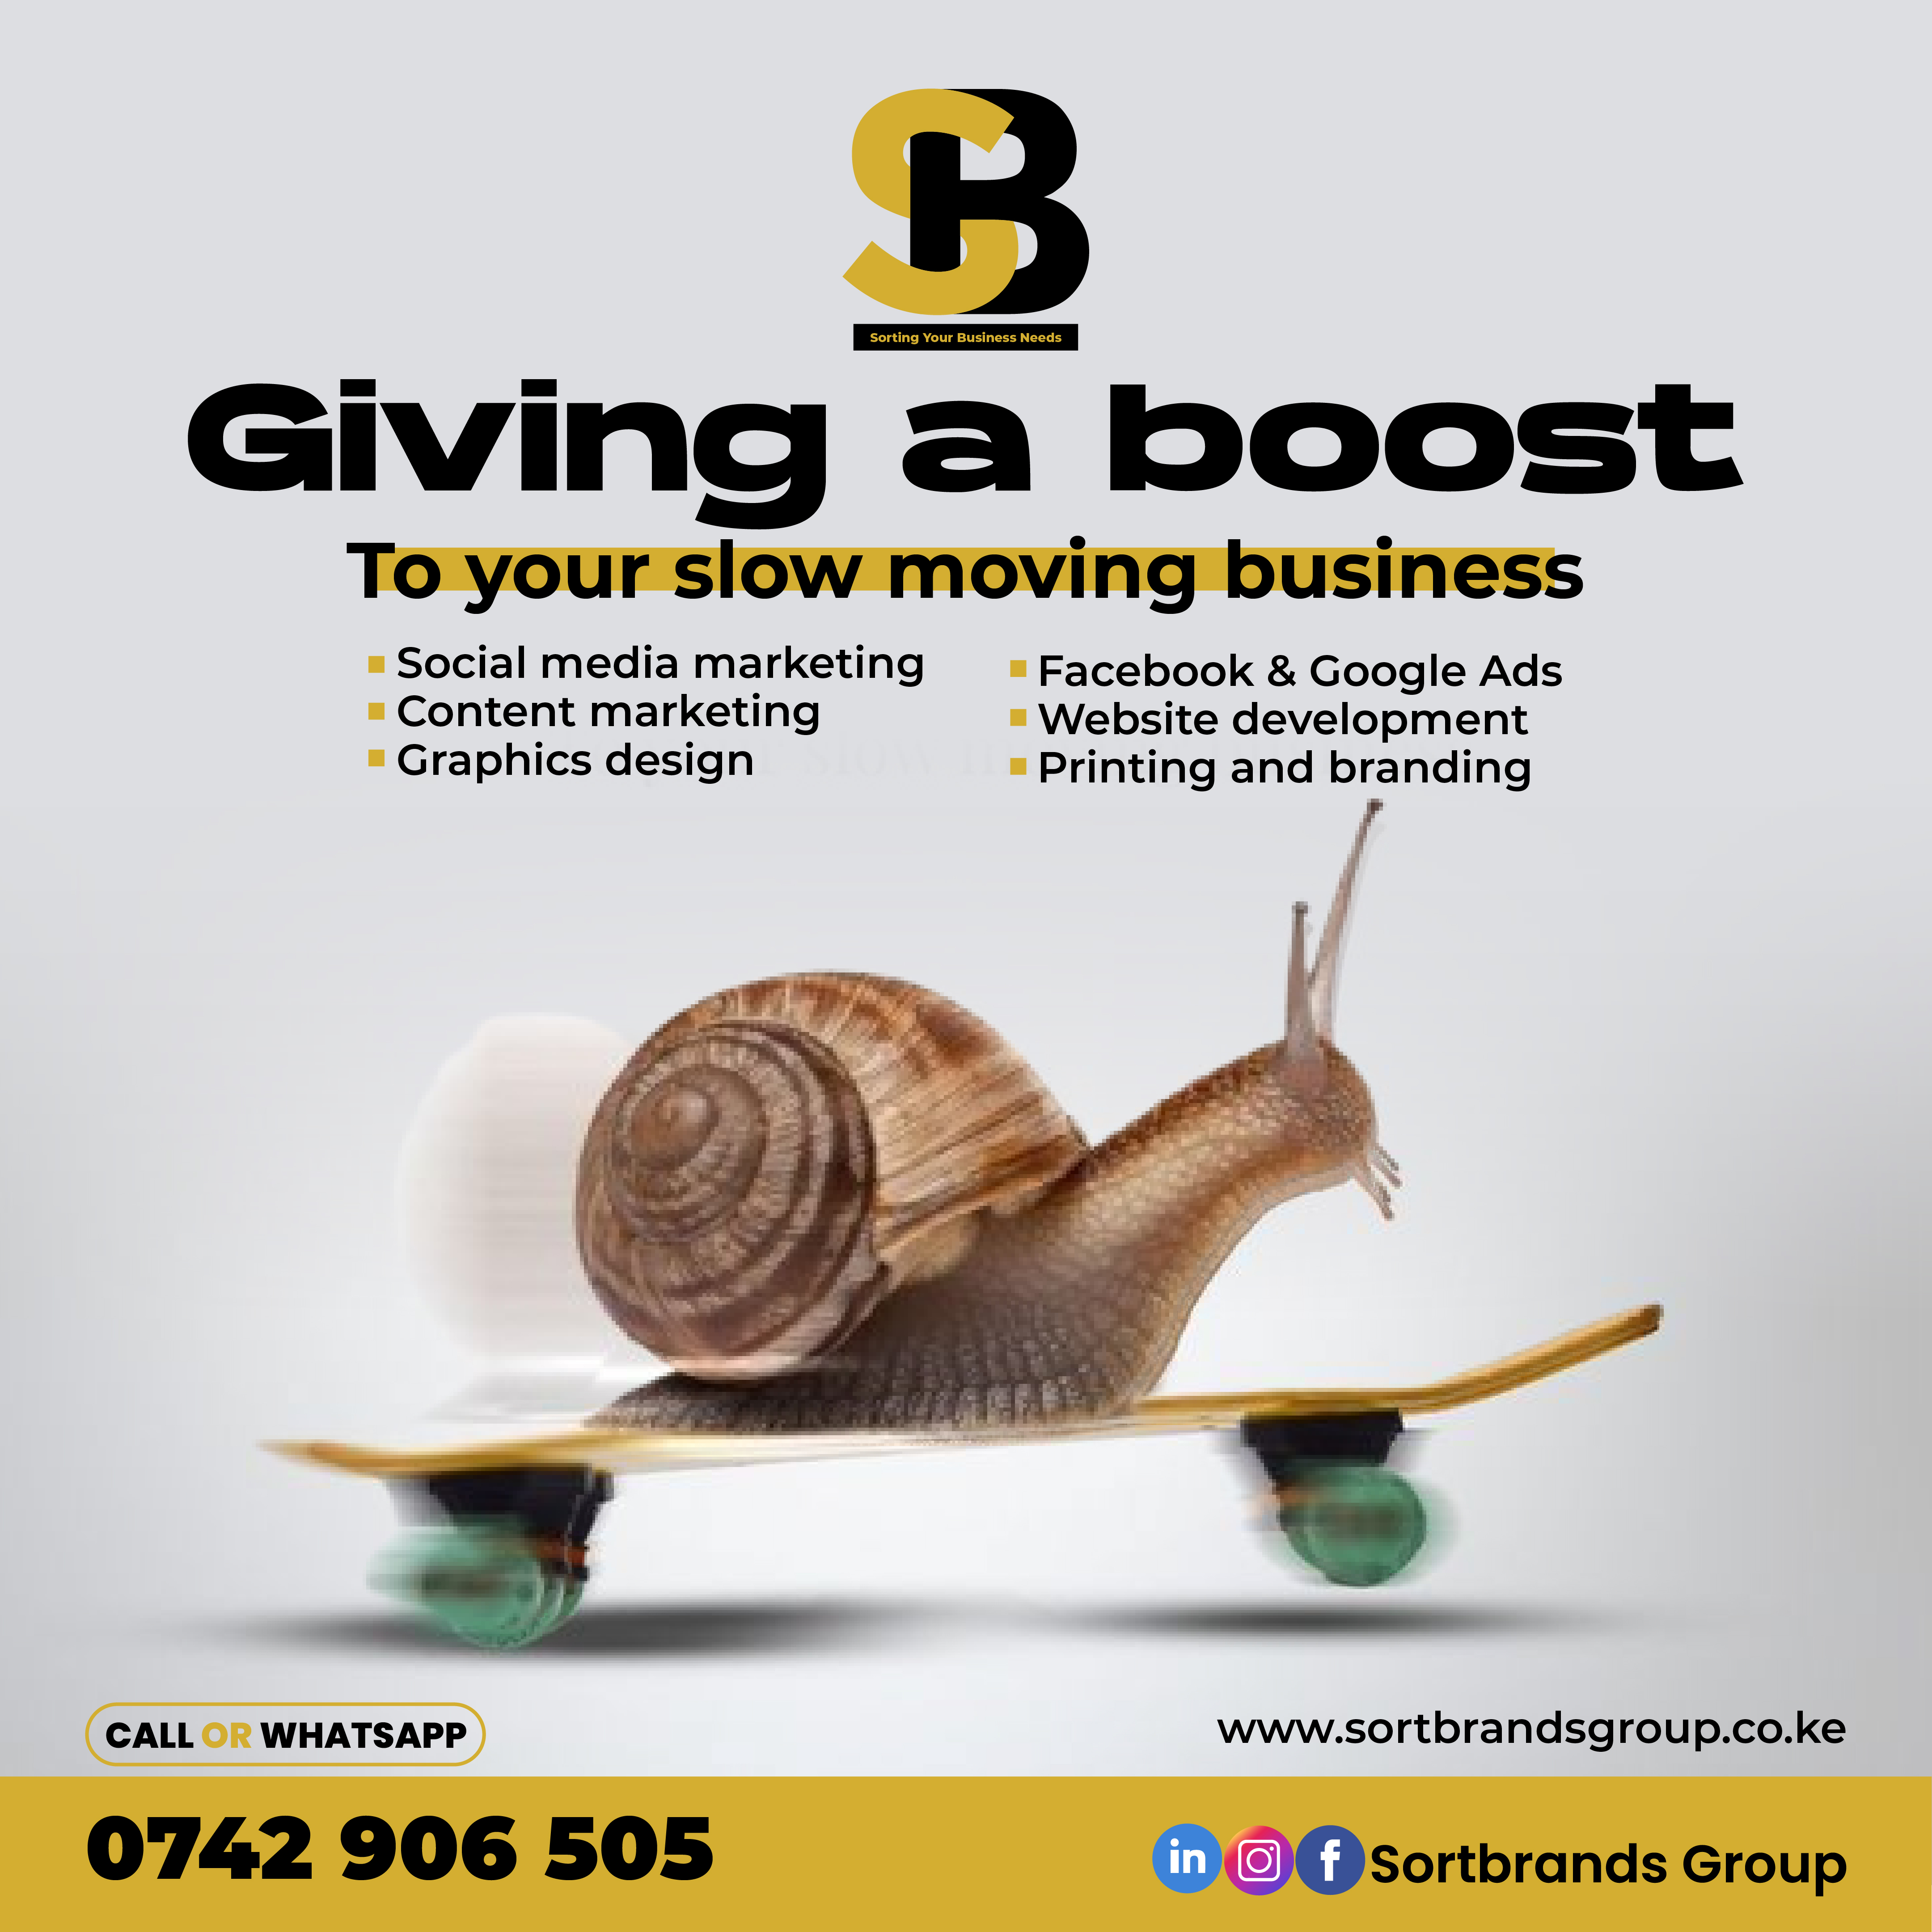 SB
Sorting Your Business Needs
Giving a boost
To your slow moving business
Social media marketing
Content marketing
Graphics design
Facebook & Google Ads
Website development
Printing and branding
CALL OR WHATSAPP
www.sortbrandsgroup.co.ke
0742 906 505
in f Sortbrands Group